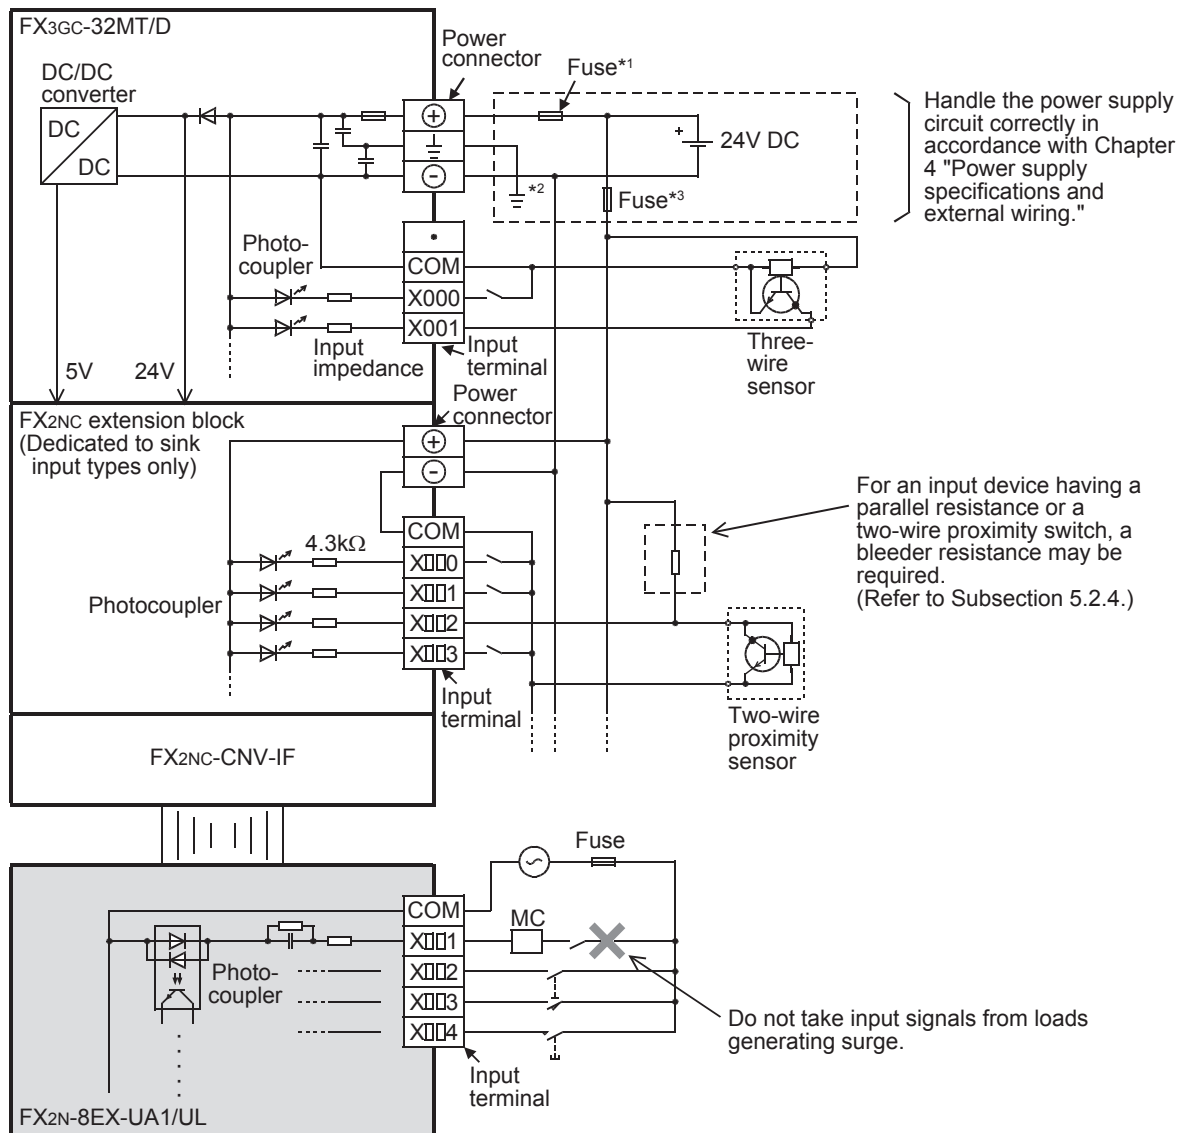 FX3GC-32MT/D
Power
connector
Fuse*1
DC/DC
converter
DC
DC
+
24V DC
-
*2
Fuse*3
Handle the power supply
circuit correctly in
accordance with Chapter
4 "Power supply
specifications and
external wiring."
Photo-
coupler
•
COM
X000
X001
Input
impedance
Input
terminal
Three-
wire
sensor
5V
24V
FX2NC extension block
(Dedicated to sink
input types only)
Power
connector
+
-
For an input device having a
parallel resistance or a
two-wire proximity switch, a
bleeder resistance may be
required.
(Refer to Subsection 5.2.4.)
4.3kΩ
Photocoupler
COM
X▯▯0
X▯▯1
X▯▯2
X▯▯3
Input
terminal
Two-wire
proximity
sensor
FX2NC-CNV-IF
Fuse
COM
MC
X▯▯1
X▯▯2
X▯▯3
X▯▯4
Photo-
coupler
Do not take input signals from loads
generating surge.
Input
terminal
FX2N-8EX-UA1/UL